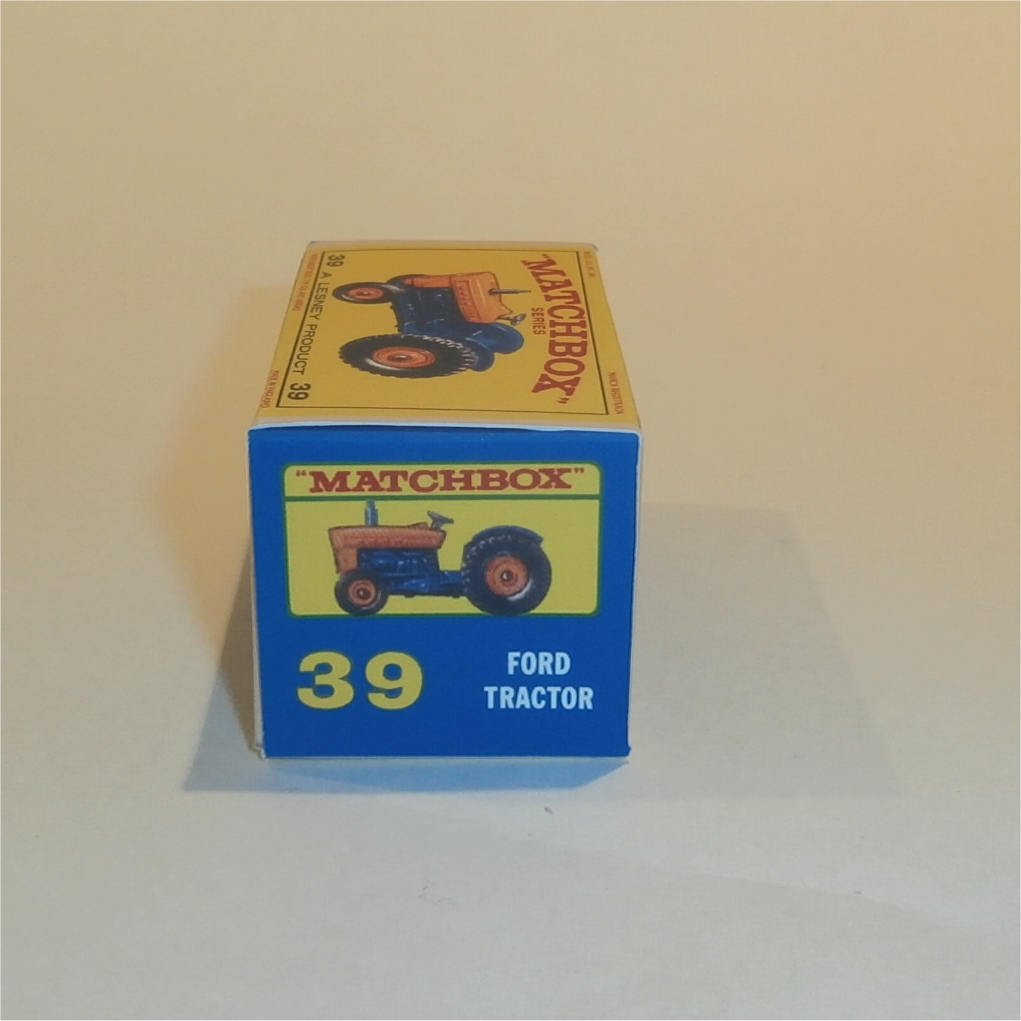 "MATCHBOX"
SERIES
39 A LESNEY PRODUCT 39
"MATCHBOX"
39
FORD
TRACTOR